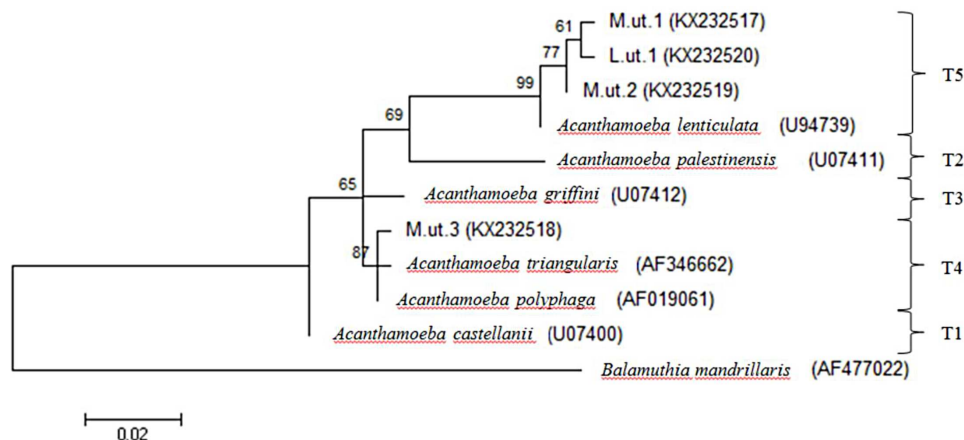 M.ut.1 (KX232517)
61
L.ut.1 (KX232520)
77
M.ut.2 (KX232519)
99
T5
Acanthamoeba lenticulata (U94739)
69
Acanthamoeba palestinensis (U07411)
T2
65
Acanthamoeba griffini (U07412)
T3
M.ut.3 (KX232518)
87
Acanthamoeba triangularis (AF346662)
T4
Acanthamoeba polyphaga (AF019061)
Acanthamoeba castellanii (U07400)
T1
Balamuthia mandrillaris (AF477022)
0.02